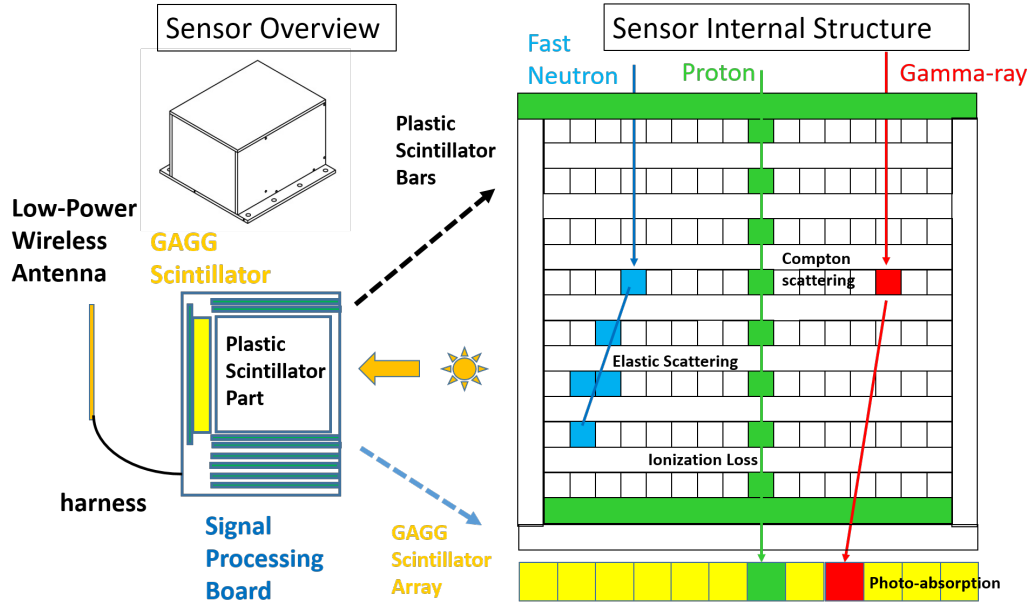 Sensor Overview
Sensor Internal Structure
Fast
Neutron
Proton
Gamma-ray
Plastic
Scintillator
Bars
Low-Power
Wireless
Antenna
GAGG
Scintillator
Plastic
Scintillator
Part
harness
Signal
Processing
Board
GAGG
Scintillator
Array
Compton
scattering
Elastic Scattering
Ionization Loss
Photo-absorption